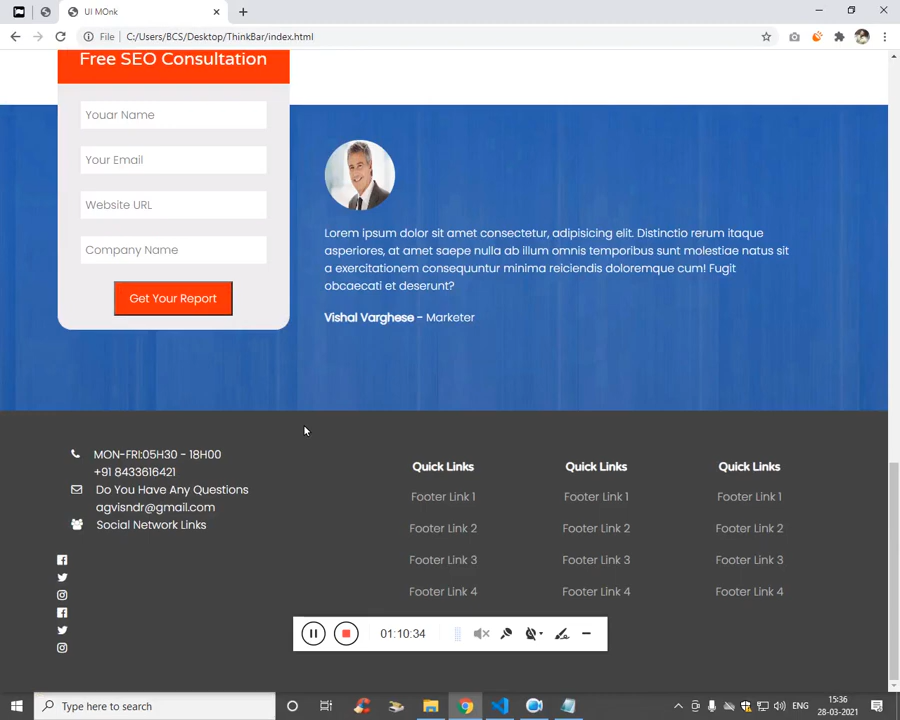 UI MOnk
File
C:/Users/BCS/Desktop/ThinkBar/index.html
Free SEO Consultation
Youar Name
Your Email
Website URL
Company Name
Get Your Report
Lorem ipsum dolor sit amet consectetur, adipisicing elit. Distinctio rerum itaque
asperiores, at amet saepe nulla ab illum omnis temporibus sunt molestiae natus sit
a exercitationem consequuntur minima reiciendis doloremque cum! Fugit
obcaecati et deserunt?
Vishal Varghese - Marketer
MON-FRI:05H30 - 18H00
+91 8433616421
Do You Have Any Questions
agvisndr@gmail.com
Social Network Links
Quick Links
Footer Link 1
Footer Link 2
Footer Link 3
Footer Link 4
Quick Links
Footer Link 1
Footer Link 2
Footer Link 3
Footer Link 4
Quick Links
Footer Link 1
Footer Link 2
Footer Link 3
Footer Link 4
01:10:34
Type here to search
ENG
15:36
28-03-2021